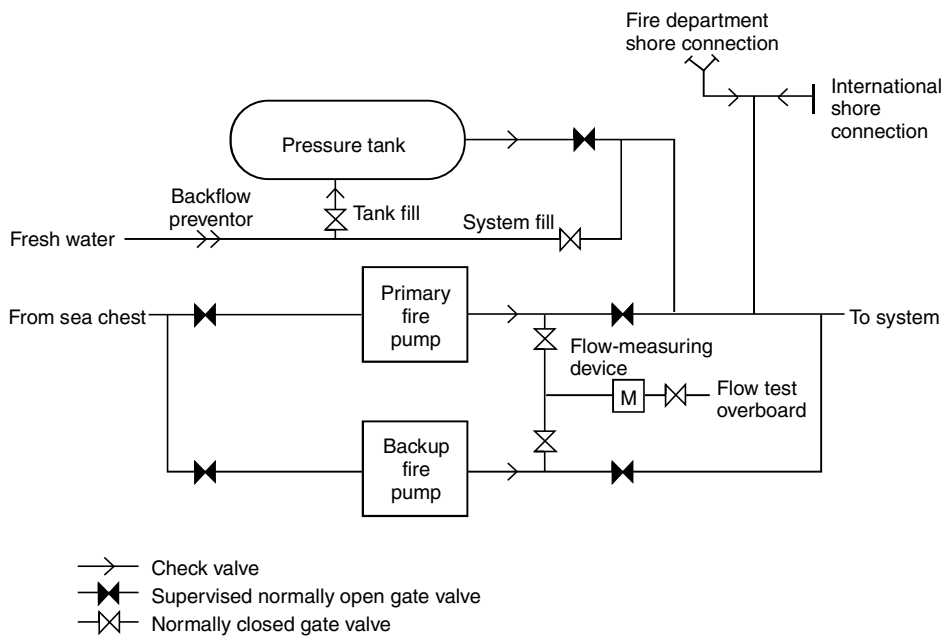 Fire department
shore connection
International
shore
connection
Pressure tank
Backflow
preventor
Tank fill
System fill
Fresh water
Primary
fire
pump
From sea chest
To system
Flow-measuring
device
M
Flow test
overboard
Backup
fire
pump
Check valve
Supervised normally open gate valve
Normally closed gate valve